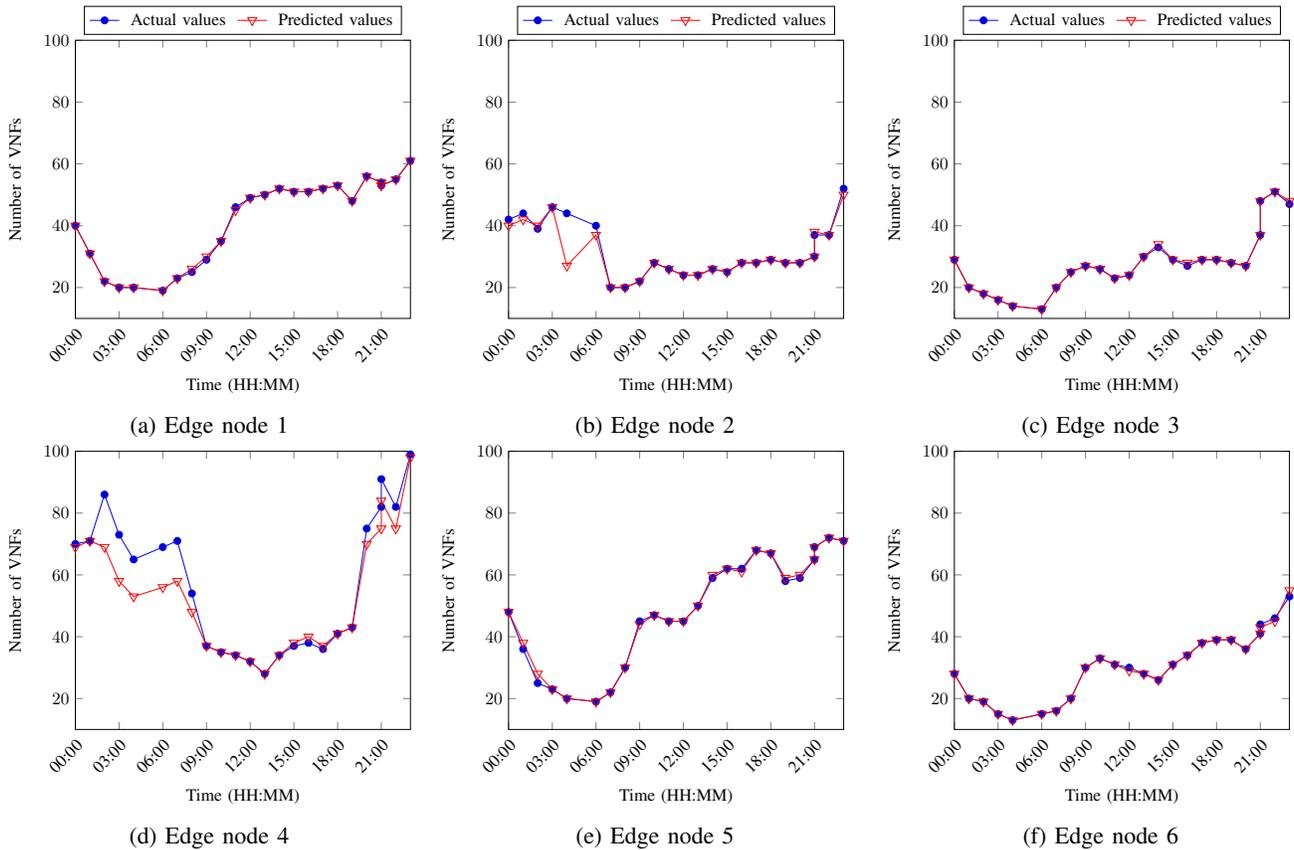 Actual values Predicted values
Actual values Predicted values
Actual values Predicted values
100
80
60
40
20
Number of VNFs
00:00 03:00 06:00 09:00 12:00 15:00 18:00 21:00
Time (HH:MM)
(a) Edge node 1
100
80
60
40
20
Number of VNFs
00:00 03:00 06:00 09:00 12:00 15:00 18:00 21:00
Time (HH:MM)
(b) Edge node 2
100
80
60
40
20
Number of VNFs
00:00 03:00 06:00 09:00 12:00 15:00 18:00 21:00
Time (HH:MM)
(c) Edge node 3
100
80
60
40
20
Number of VNFs
00:00 03:00 06:00 09:00 12:00 15:00 18:00 21:00
Time (HH:MM)
(d) Edge node 4
100
80
60
40
20
Number of VNFs
00:00 03:00 06:00 09:00 12:00 15:00 18:00 21:00
Time (HH:MM)
(e) Edge node 5
100
80
60
40
20
Number of VNFs
00:00 03:00 06:00 09:00 12:00 15:00 18:00 21:00
Time (HH:MM)
(f) Edge node 6